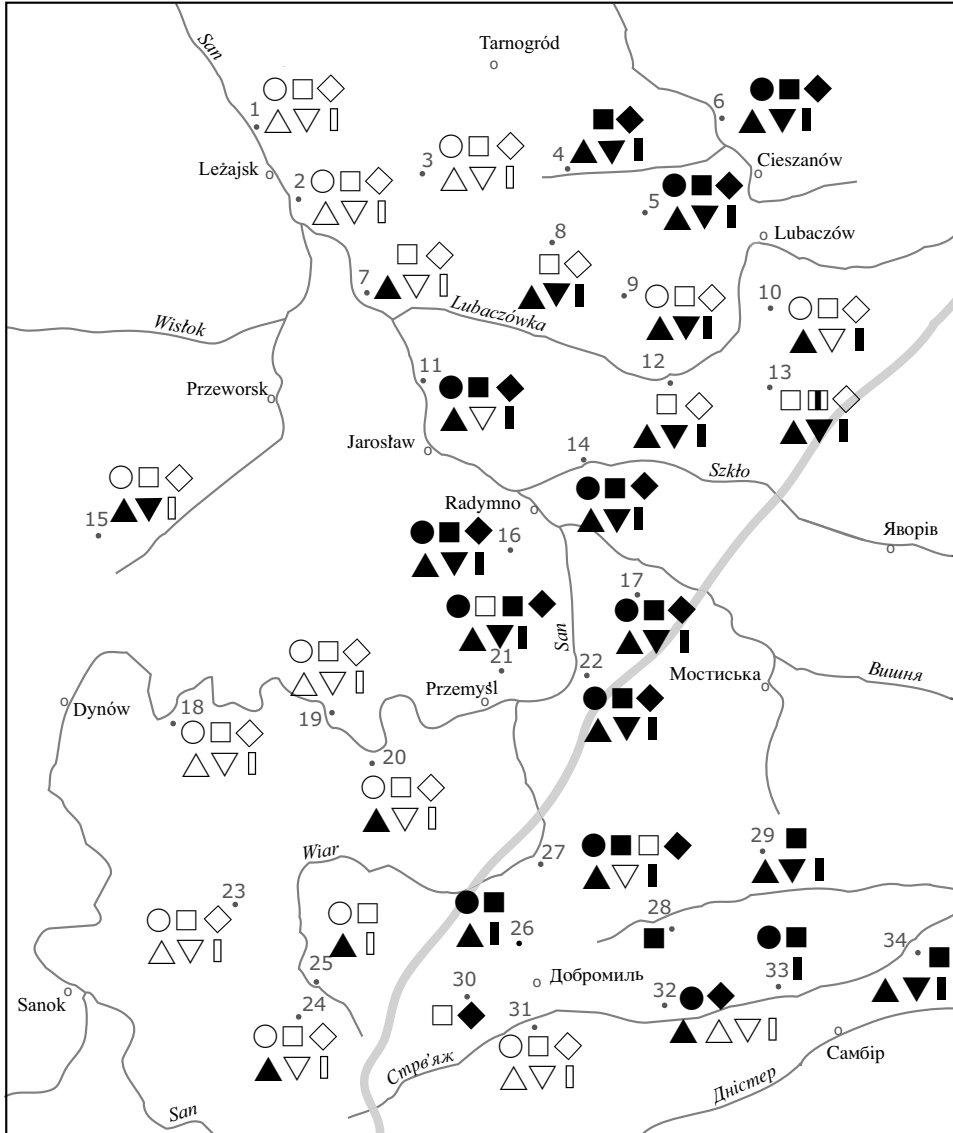 San
Tarnogród
1
6
3
4
Leżajsk
2
Cieszanów
5
Lubaczów
8
7
9
10
Lubaczówka
Wisłok
11
12
13
Przeworsk
Jarosław
14
Szkło
15
Radymno
16
Яворів
17
San
21
22
Мостиська
Вишня
Dynów
18
19
Przemyśl
20
Wiar
27
29
23
28
26
34
25
Добромиль
33
Sanok
24
30
31
32
Самбір
Стрв'яж
Дністер
San